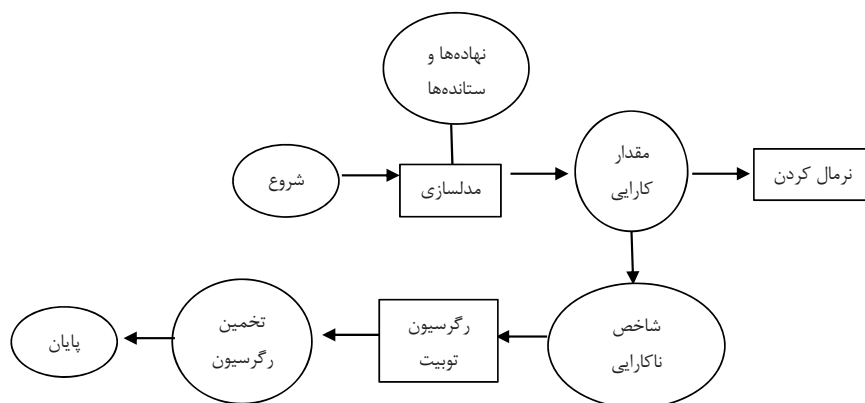 نهاده‌ها و
ستانده‌ها
شروع
مدلسازی
مقدار
کارایی
نرمال کردن
شاخص
ناکارایی
رگرسیون
توبیت
تخمین
رگرسیون
پایان